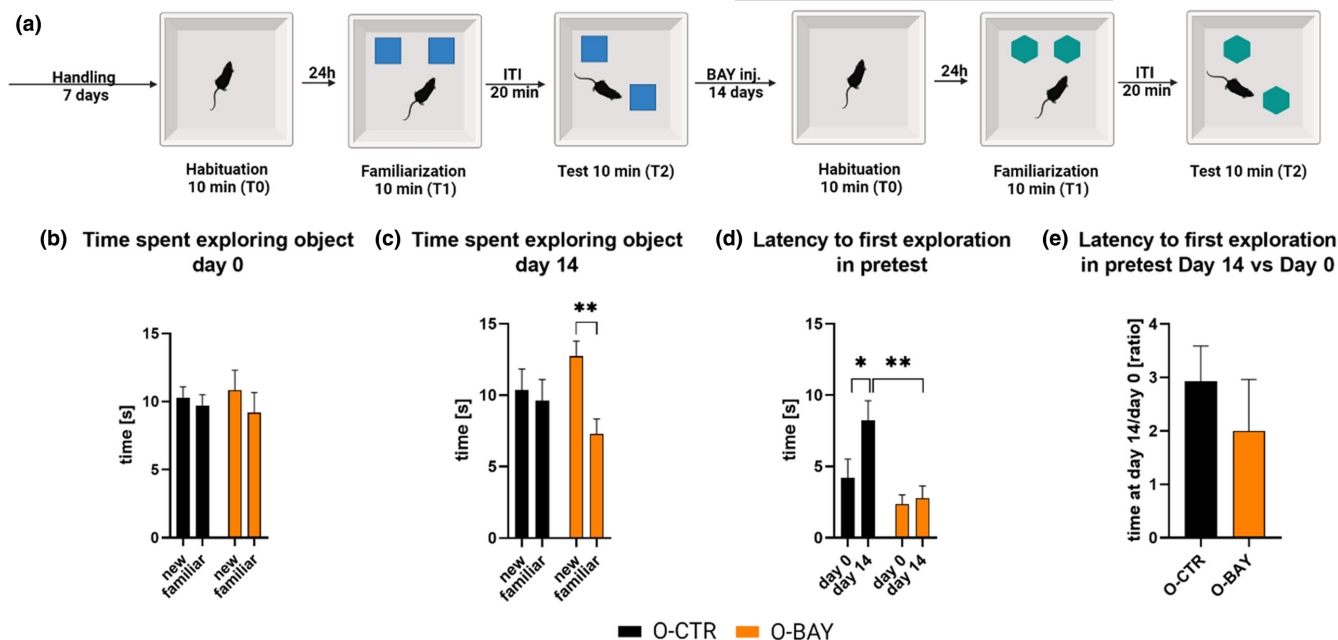 (a)
Handling
7 days
24h
ITI
20 min
BAY inj.
14 days
24h
ITI
20 min
Habituation
10 min (T0)
Familiarization
10 min (T1)
Test 10 min (T2)
Habituation
10 min (T0)
Familiarization
10 min (T1)
Test 10 min (T2)
(b) Time spent exploring object
day 0
15
10
5
0
time [s]
new
familiar
new
familiar
(c) Time spent exploring object
day 14
**
15
10
5
0
time [s]
new
familiar
new
familiar
(d) Latency to first exploration
in pretest
* **
15
10
5
0
time [s]
day 0
day 14
day 0
day 14
(e) Latency to first exploration
in pretest Day 14 vs Day 0
4
3
2
1
0
time at day 14/day 0 [ratio]
O-CTR
O-BAY
O-CTR O-BAY